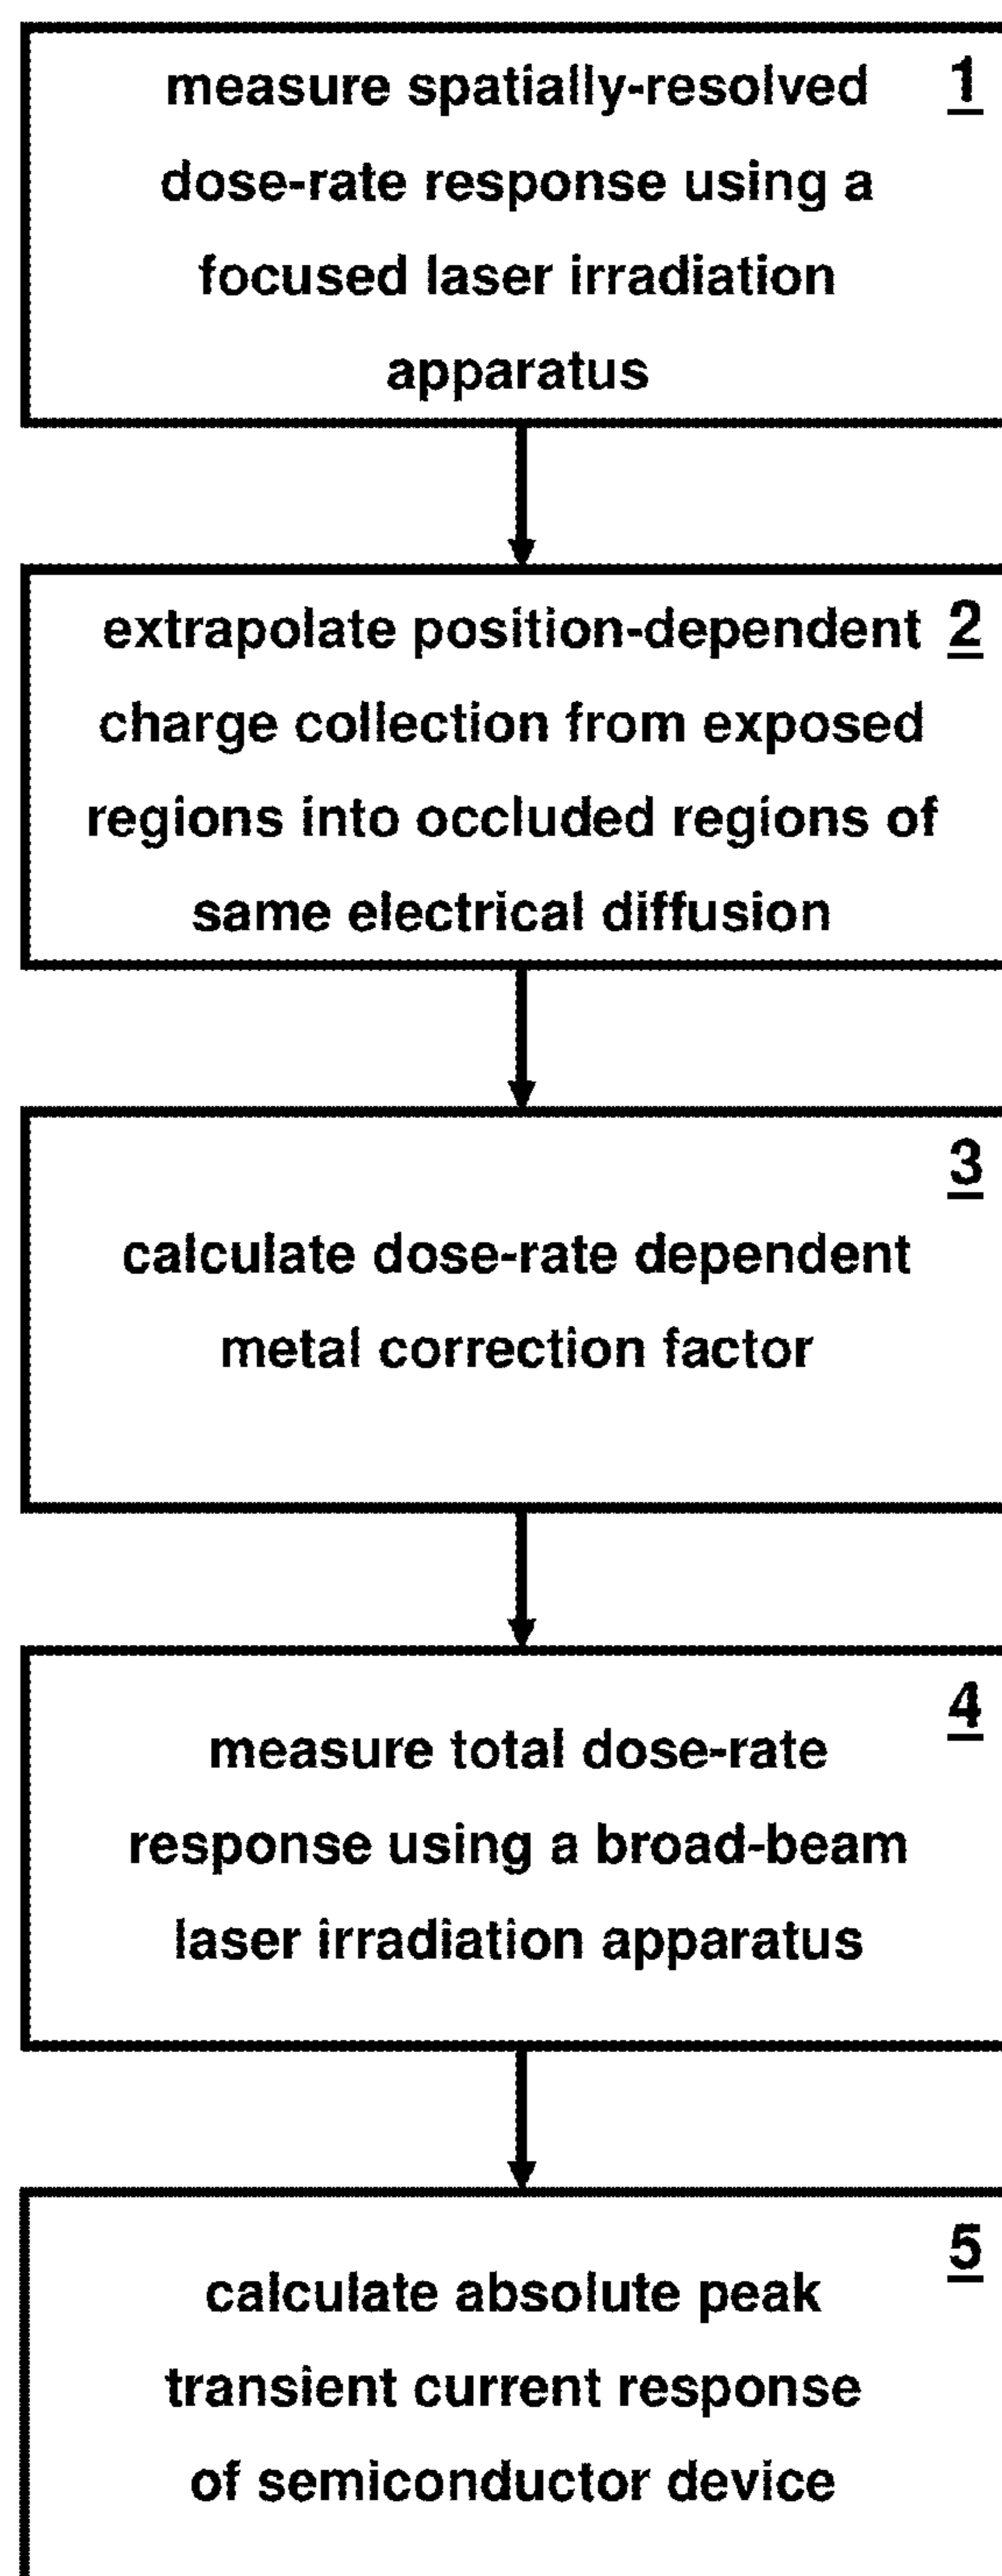 measure spatially-resolved 1
dose-rate response using a
focused laser irradiation
apparatus
extrapolate position-dependent 2
charge collection from exposed
regions into occluded regions of
same electrical diffusion
3
calculate dose-rate dependent
metal correction factor
4
measure total dose-rate
response using a broad-beam
laser irradiation apparatus
5
calculate absolute peak
transient current response
of semiconductor device